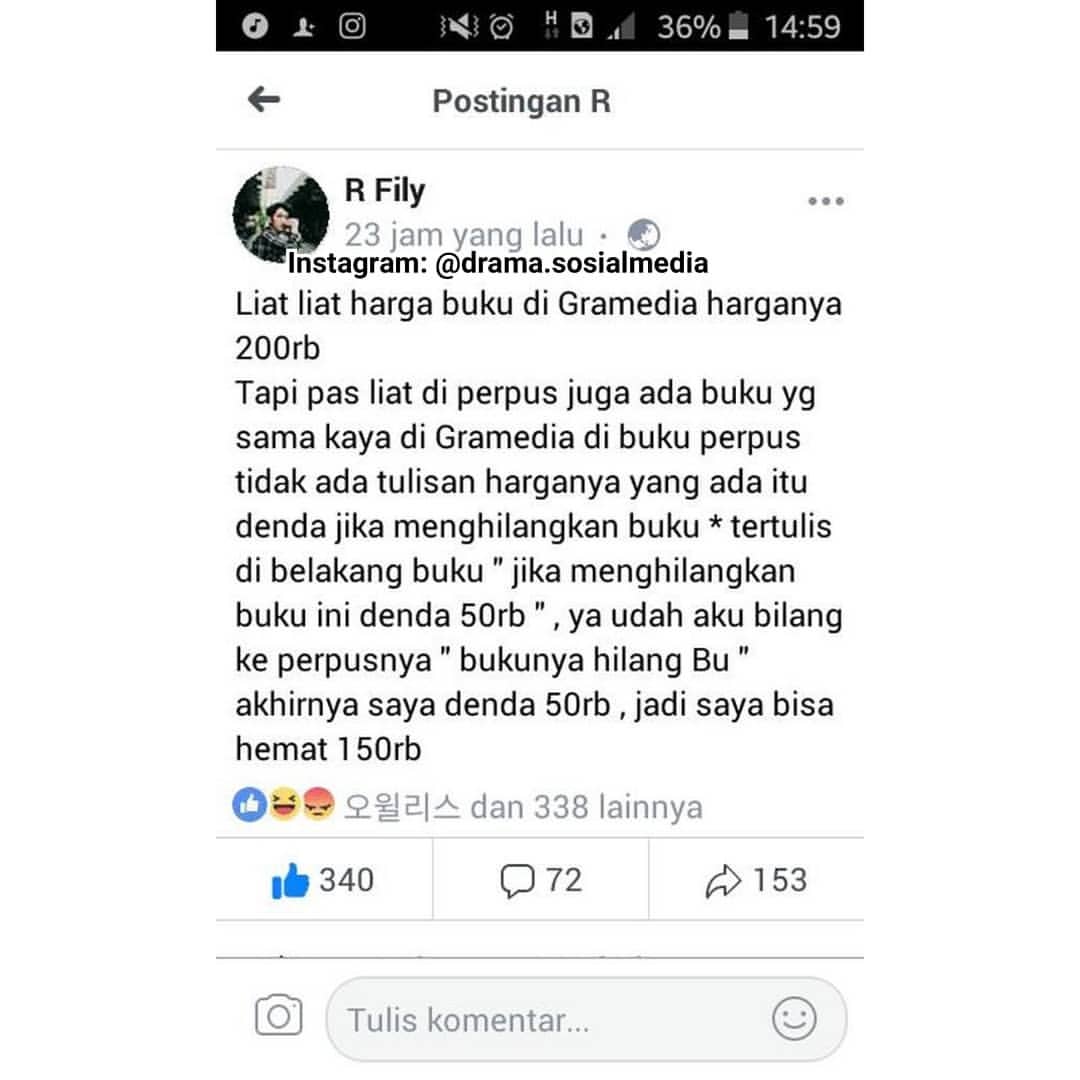 H 36% 14:59
Postingan R
R Fily
23 jam yang lalu ·
Instagram: @drama.sosialmedia
Liat liat harga buku di Gramedia harganya
200rb
Tapi pas liat di perpus juga ada buku yg
sama kaya di Gramedia di buku perpus
tidak ada tulisan harganya yang ada itu
denda jika menghilangkan buku * tertulis
di belakang buku " jika menghilangkan
buku ini denda 50rb " , ya udah aku bilang
ke perpusnya " bukunya hilang Bu "
akhirnya saya denda 50rb , jadi saya bisa
hemat 150rb
오윌리스 dan 338 lainnya
340 72 153
Tulis komentar...